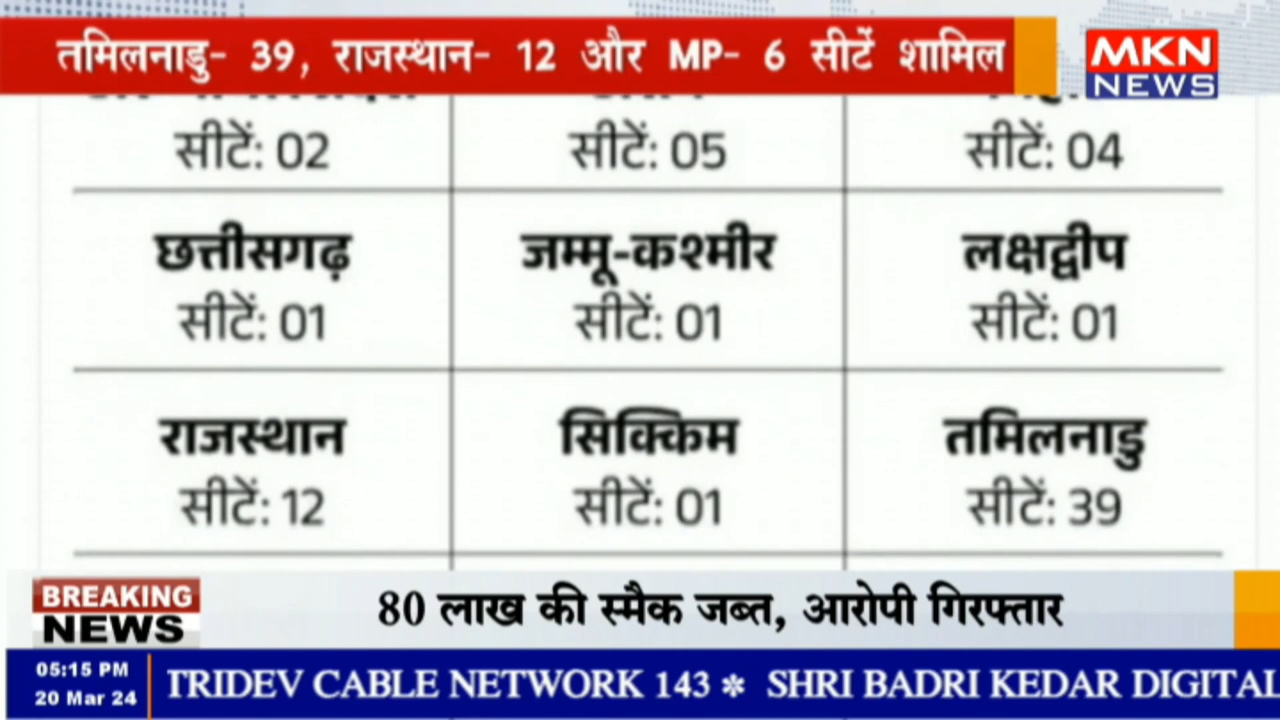 तमिलनाडु- 39, राजस्थान- 12 और MP- 6 सीटें शामिल
MKN
NEWS
सीटें: 02 सीटें: 05 सीटें: 04
छत्तीसगढ़ जम्मू-कश्मीर लक्षद्वीप
सीटें: 01 सीटें: 01 सीटें: 01
राजस्थान सिक्किम तमिलनाडु
सीटें: 12 सीटें: 01 सीटें: 39
BREAKING
NEWS
80 लाख की स्मैक जब्त, आरोपी गिरफ्तार
05:15 PM
20 Mar 24
TRIDEV CABLE NETWORK 143 * SHRI BADRI KEDAR DIGITAL